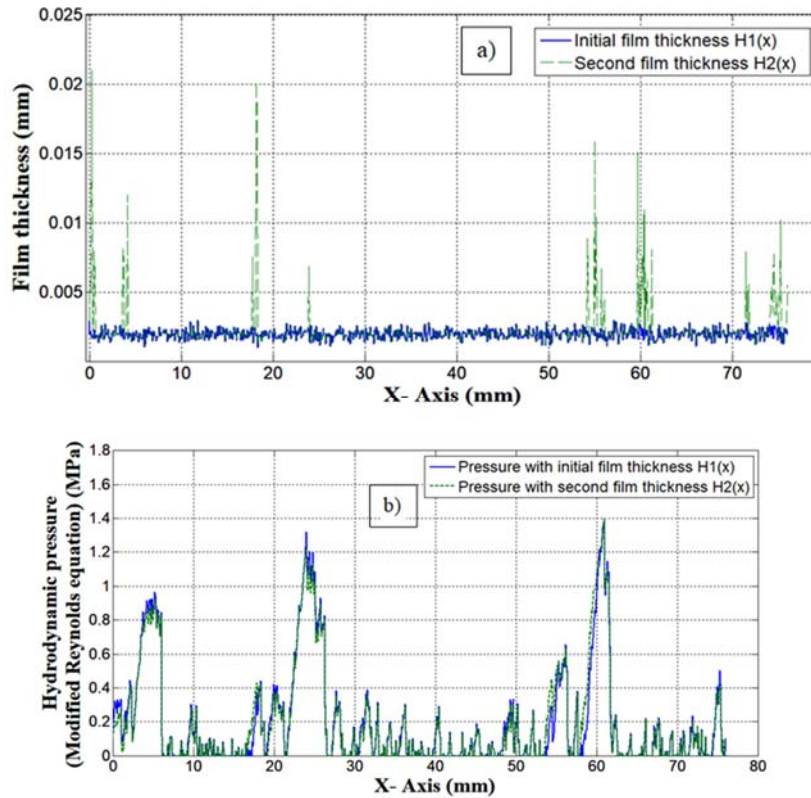 0.025
a)
Initial film thickness H1(x)
Second film thickness H2(x)
0.02
0.015
0.01
0.005
Film thickness (mm)
0 10 20 30 40 50 60 70
X- Axis (mm)
1.8
b)
Pressure with initial film thickness H1(x)
Pressure with second film thickness H2(x)
1.6
1.4
1.2
1
0.8
0.6
0.4
0.2
0
Hydrodynamic pressure
(Modified Reynolds equation) (MPa)
0 10 20 30 40 50 60 70 80
X- Axis (mm)